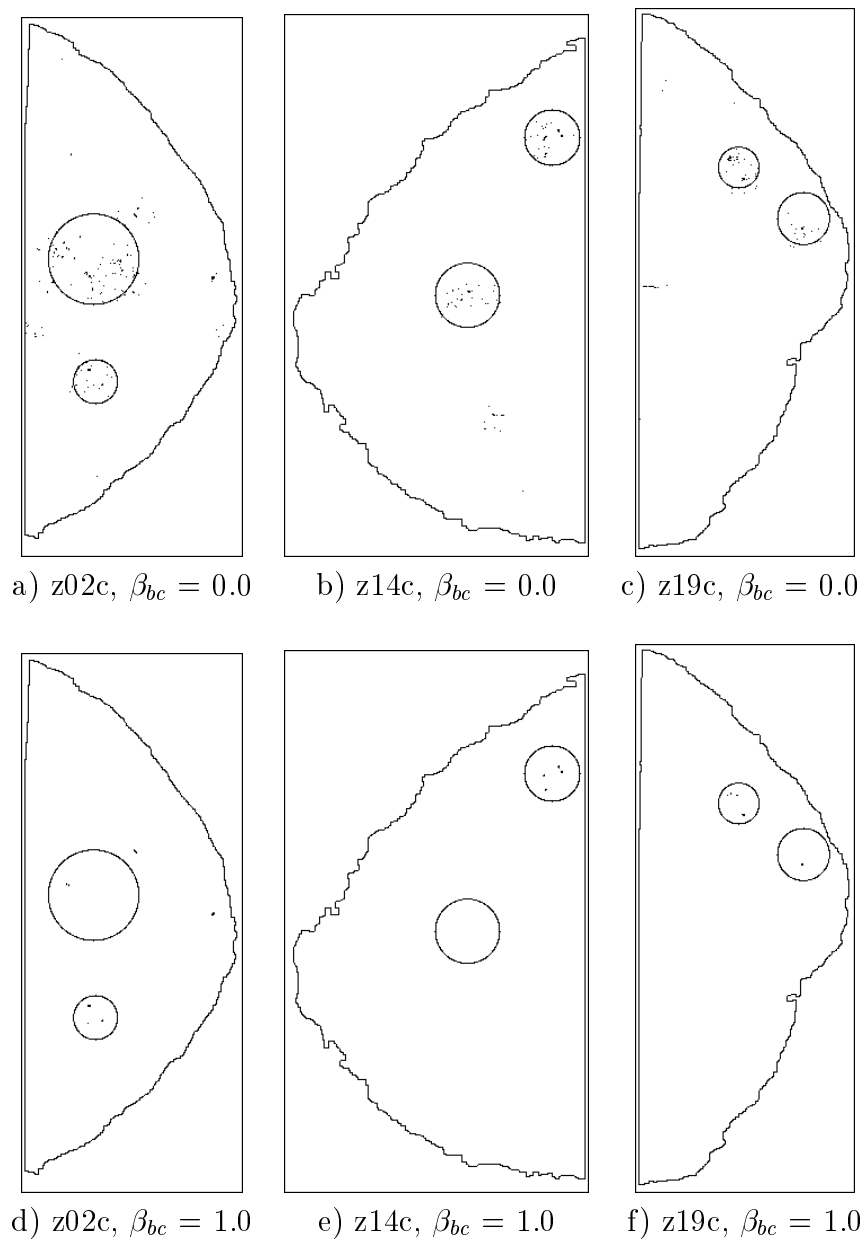 a) z02c, β_bc = 0.0
b) z14c, β_bc = 0.0
c) z19c, β_bc = 0.0
d) z02c, β_bc = 1.0
e) z14c, β_bc = 1.0
f) z19c, β_bc = 1.0